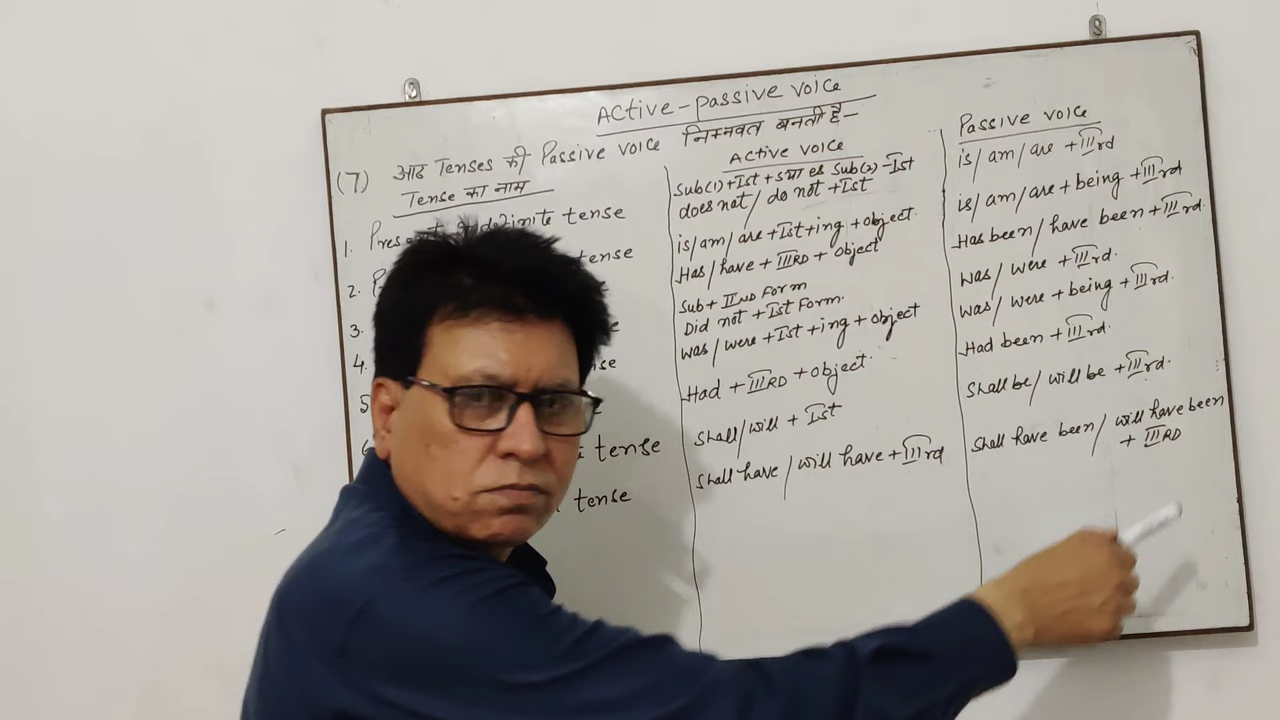 Active-Passive Voice
(7) आठ Tenses की Passive Voice निम्नवत बनती है-
Tense का नाम
Active Voice
Passive Voice
1. Present Indefinite tense
Sub(1)+Ist+s या es Sub(2)-Ist
does not/ do not +Ist
is/am/are +IIIrd
2. tense
is/am/are+Ist+ing+object.
is/am/are+being+IIIrd
3.
Has/have+IIIRD+object
Has been/have been+IIIrd.
4.
Sub+IIND Form
Did not +Ist Form.
was/were+IIIrd.
5
was/were+Ist+ing+object
was/were+being+IIIrd.
Had+IIIRD+object.
Had been+IIIrd.
tense
Shall/will+Ist
Shall be/will be+IIIrd.
tense
Shall have/will have+IIIrd
Shall have been/will have been
+ IIIRD